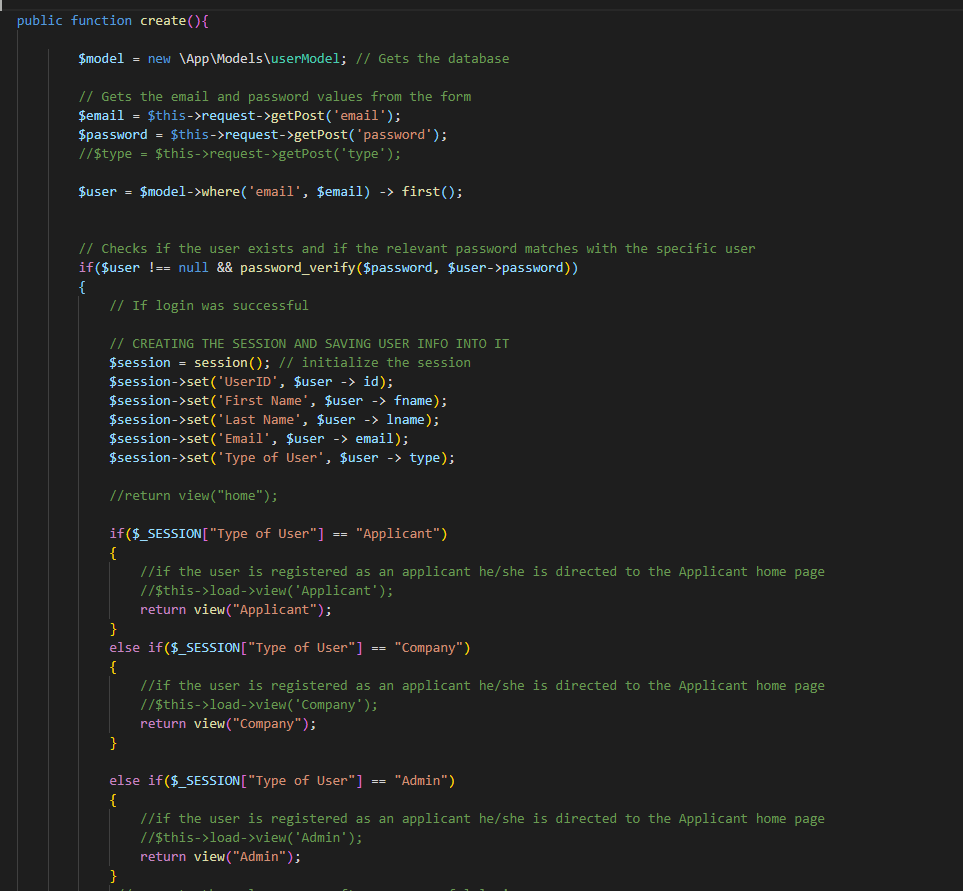 public function create(){
$model = new \App\Models\userModel; // Gets the database
// Gets the email and password values from the form
$email = $this->request->getPost('email');
$password = $this->request->getPost('password');
//$type = $this->request->getPost('type');
$user = $model->where('email', $email) -> first();
// Checks if the user exists and if the relevant password matches with the specific user
if($user !== null && password_verify($password, $user->password))
{
// If login was successful
// CREATING THE SESSION AND SAVING USER INFO INTO IT
$session = session(); // initialize the session
$session->set('UserID', $user -> id);
$session->set('First Name', $user -> fname);
$session->set('Last Name', $user -> lname);
$session->set('Email', $user -> email);
$session->set('Type of User', $user -> type);
//return view("home");
if($_SESSION["Type of User"] == "Applicant")
{
//if the user is registered as an applicant he/she is directed to the Applicant home page
//$this->load->view('Applicant');
return view("Applicant");
}
else if($_SESSION["Type of User"] == "Company")
{
//if the user is registered as an applicant he/she is directed to the Applicant home page
//$this->load->view('Company');
return view("Company");
}
else if($_SESSION["Type of User"] == "Admin")
{
//if the user is registered as an applicant he/she is directed to the Applicant home page
//$this->load->view('Admin');
return view("Admin");
}